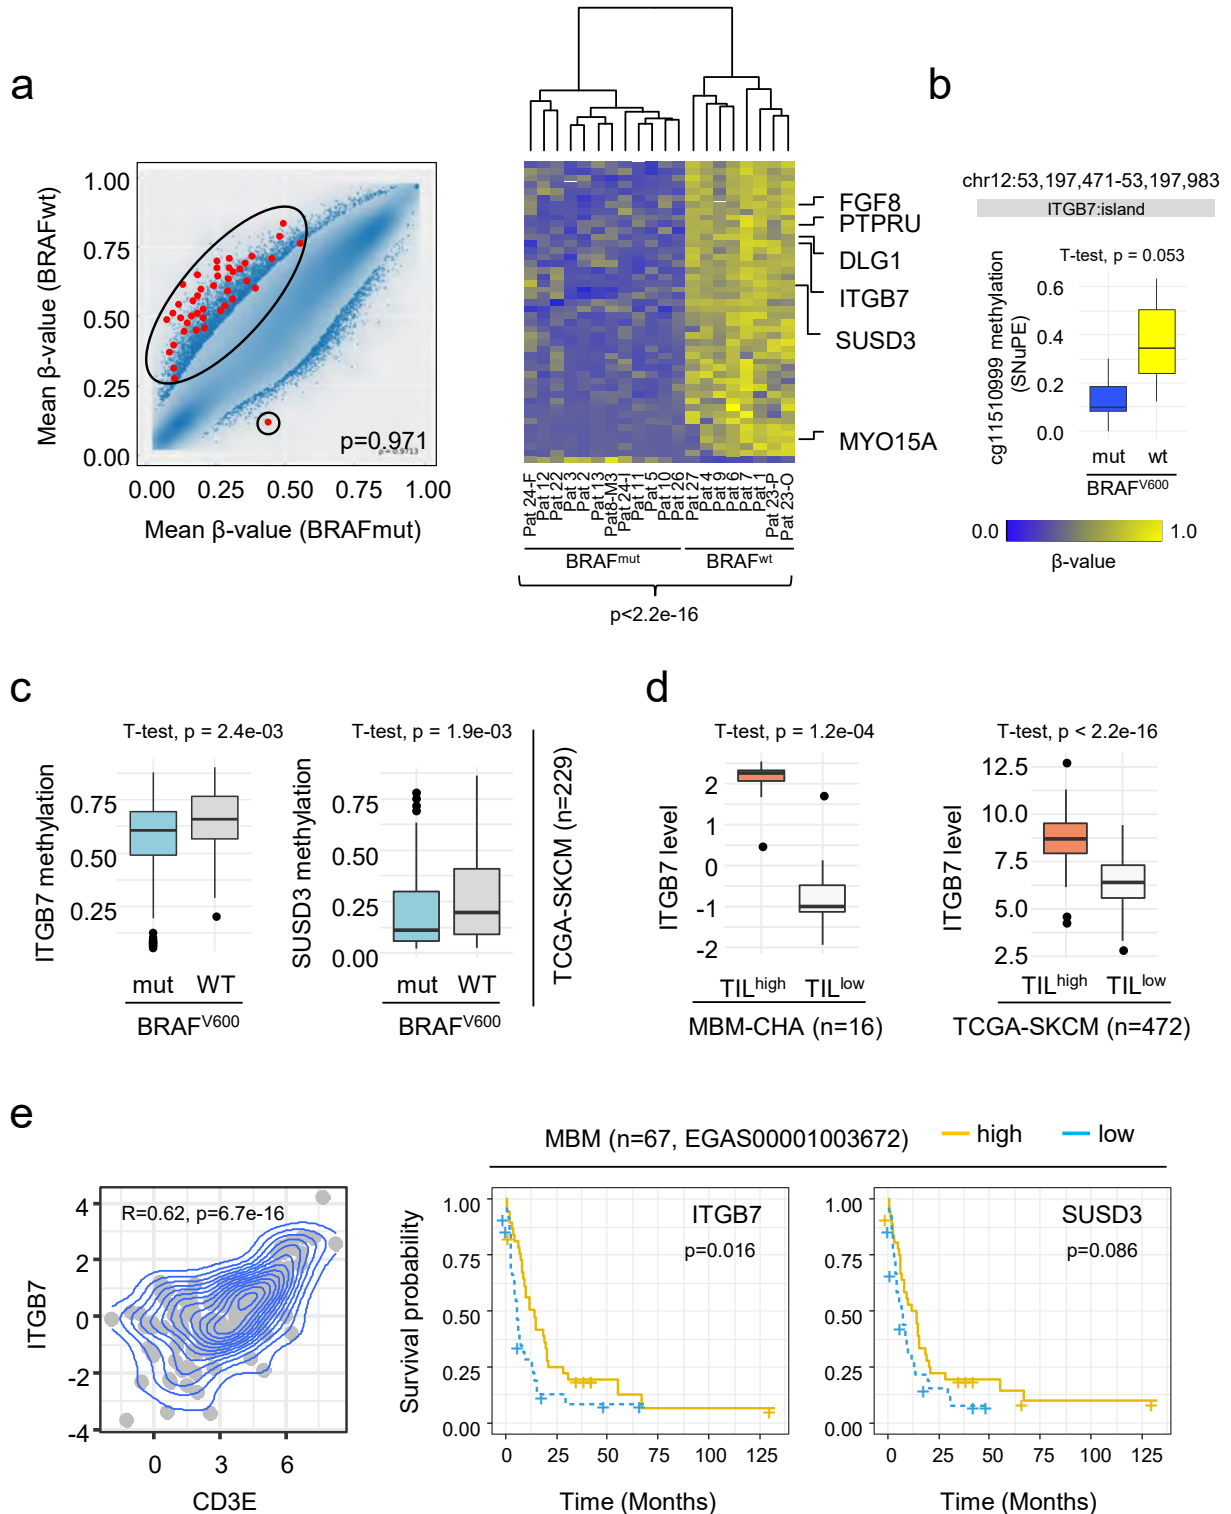 a
1.00
0.75
0.50
0.25
0.00
Mean β-value (BRAFwt)
p=0.971
p = 0.9713
0.00 0.25 0.50 0.75 1.00
Mean β-value (BRAFmut)
FGF8
PTPRU
DLG1
ITGB7
SUSD3
MYO15A
Pat 24-F
Pat 12
Pat 22
Pat 3
Pat 2
Pat 13
Pat8-M3
Pat 24-I
Pat 11
Pat 5
Pat 10
Pat 26
Pat 27
Pat 4
Pat 9
Pat 6
Pat 7
Pat 1
Pat 23-P
Pat 23-O
BRAFmut BRAFwt
p<2.2e-16
b
chr12:53,197,471-53,197,983
ITGB7:island
T-test, p = 0.053
cg11510999 methylation
(SNuPE)
0.6
0.4
0.2
0.0
mut wt
BRAFV600
0.0 1.0
β-value
c
T-test, p = 2.4e-03
ITGB7 methylation
0.75
0.50
0.25
mut WT
BRAFV600
T-test, p = 1.9e-03
SUSD3 methylation
0.75
0.50
0.25
0.00
mut WT
BRAFV600
TCGA-SKCM (n=229)
d
T-test, p = 1.2e-04
ITGB7 level
2
1
0
-1
-2
TILhigh TILlow
MBM-CHA (n=16)
T-test, p < 2.2e-16
ITGB7 level
12.5
10.0
7.5
5.0
2.5
TILhigh TILlow
TCGA-SKCM (n=472)
e
R=0.62, p=6.7e-16
ITGB7
4
2
0
-2
-4
0 3 6
CD3E
MBM (n=67, EGAS00001003672) high low
Survival probability
1.00
0.75
0.50
0.25
0.00
ITGB7
p=0.016
0 25 50 75 100 125
Time (Months)
1.00
0.75
0.50
0.25
0.00
SUSD3
p=0.086
0 25 50 75 100 125
Time (Months)